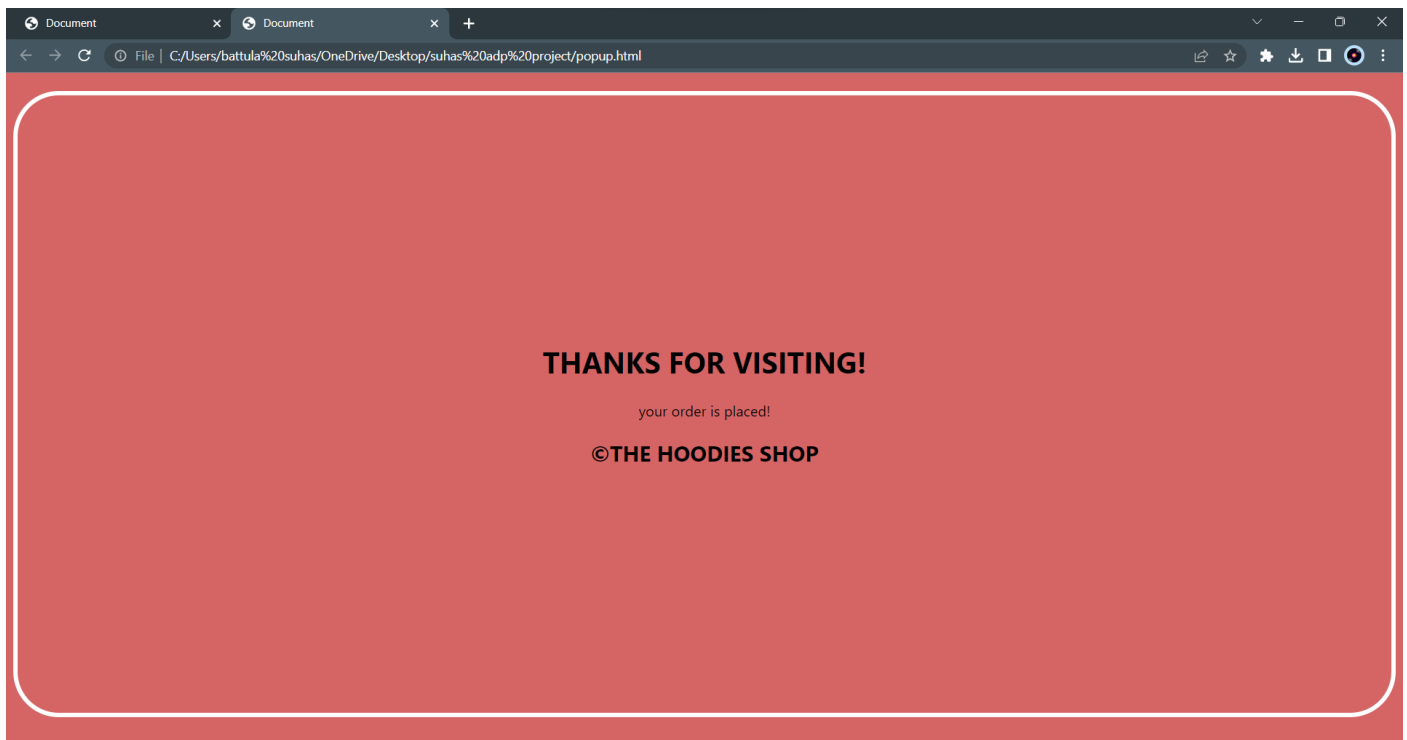 Document
Document
File | C:/Users/battula%20suhas/OneDrive/Desktop/suhas%20adp%20project/popup.html
THANKS FOR VISITING!
your order is placed!
©THE HOODIES SHOP